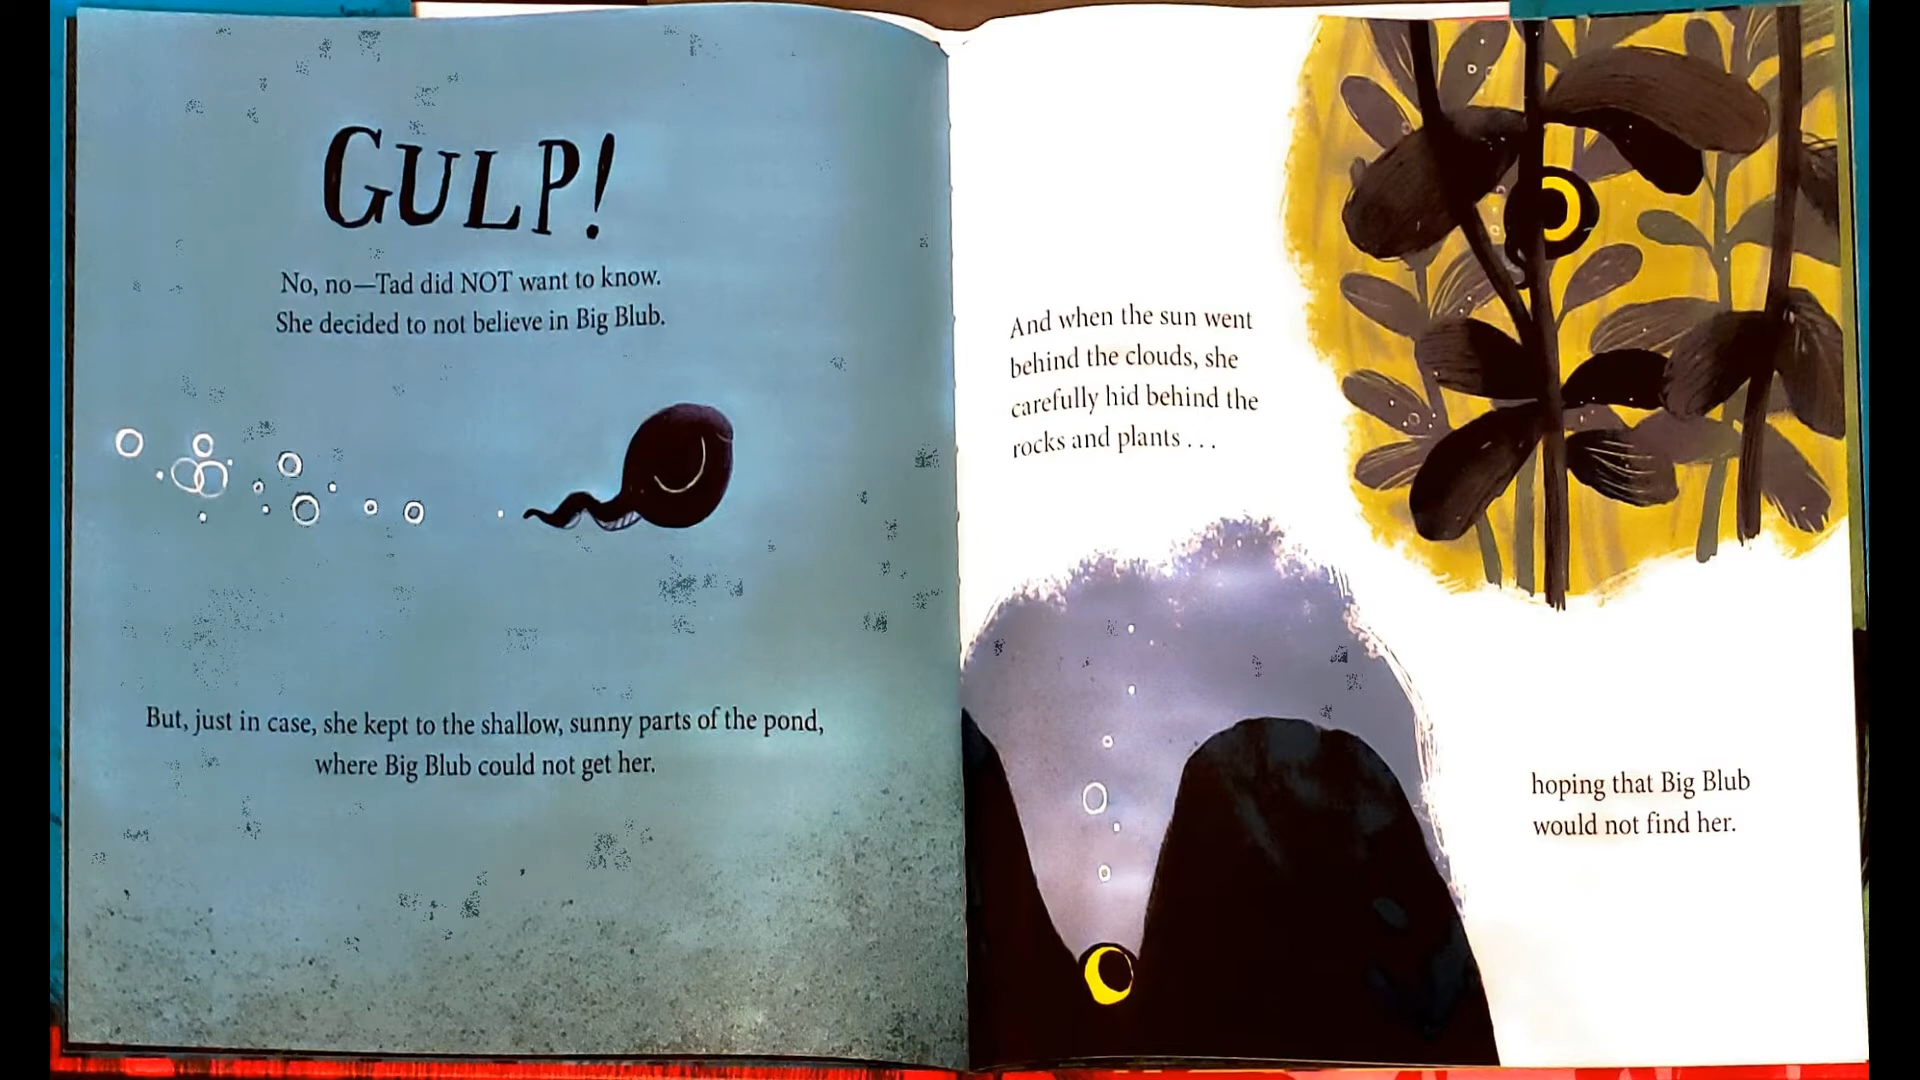 GULP!
No, no—Tad did NOT want to know.
She decided to not believe in Big Blub.
But, just in case, she kept to the shallow, sunny parts of the pond,
where Big Blub could not get her.
And when the sun went
behind the clouds, she
carefully hid behind the
rocks and plants . . .
hoping that Big Blub
would not find her.